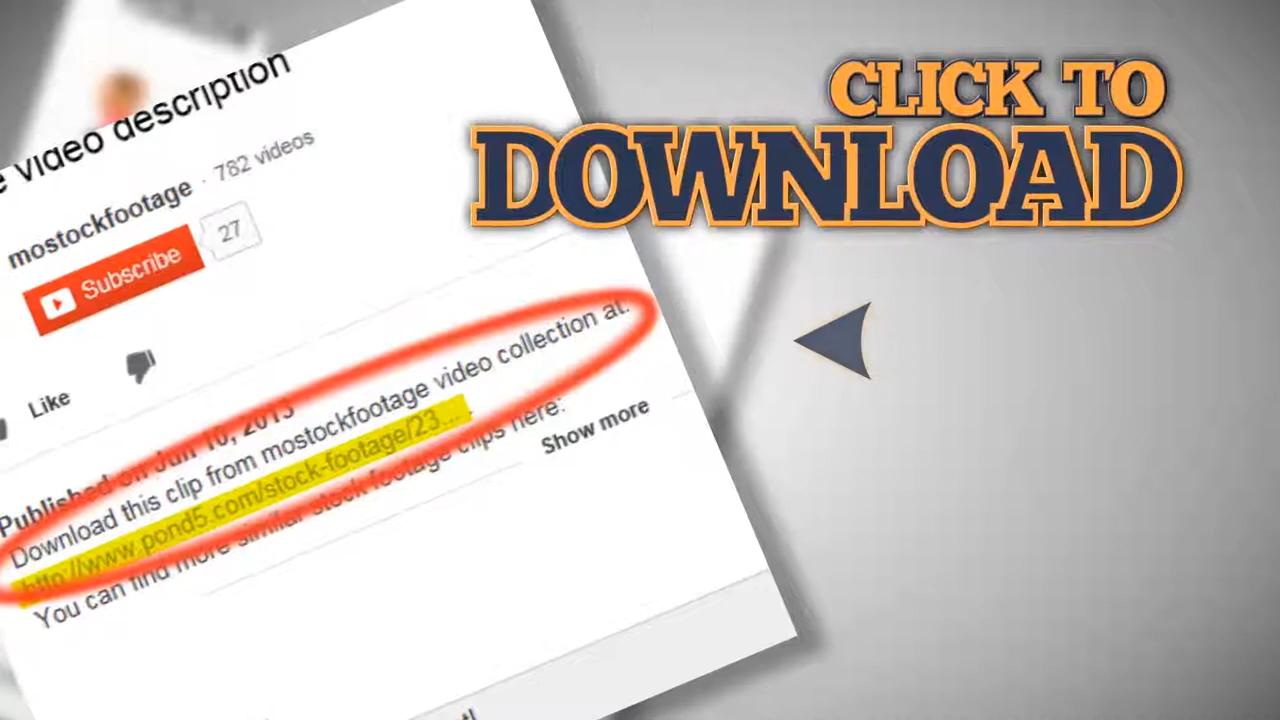 CLICK TO
DOWNLOAD
video description
mostockfootage · 782 videos
Subscribe
27
Like
Published on Jun 10, 2013
Download this clip from mostockfootage video collection at:
http://www.pond5.com/stock-footage/23...
You can find more similar stock footage clips here:
Show more